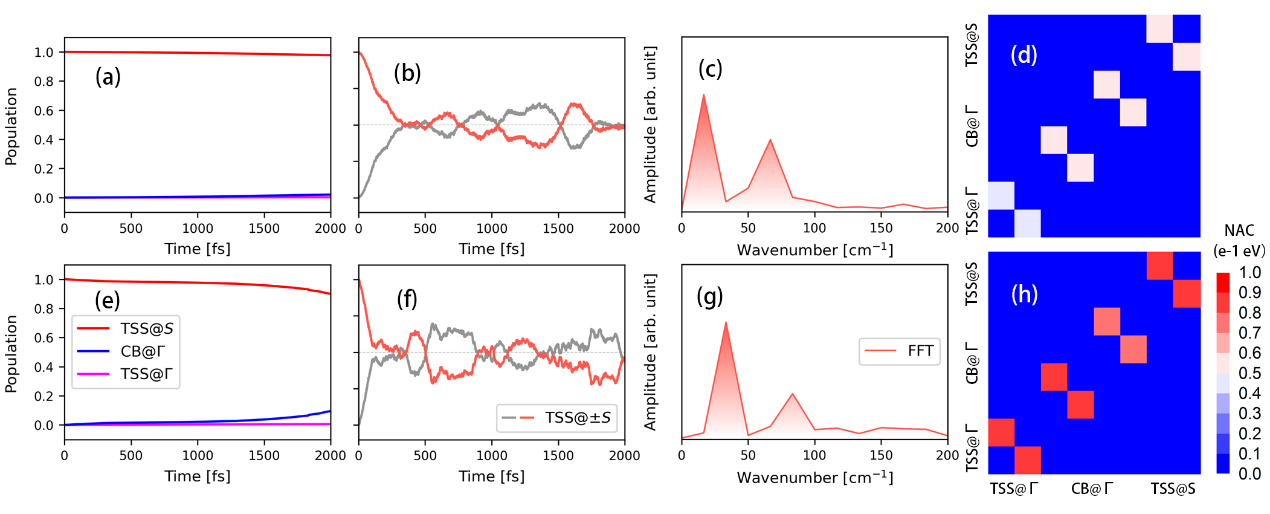 Population
1.0
0.8
0.6
0.4
0.2
0.0
(a)
0 500 1000 1500 2000
Time [fs]
(b)
0 500 1000 1500 2000
Time [fs]
Amplitude [arb. unit]
(c)
0 50 100 150 200
Wavenumber [cm⁻¹]
TSS@S
CB@Γ
TSS@Γ
(d)
Population
1.0
0.8
0.6
0.4
0.2
0.0
(e)
TSS@S
CB@Γ
TSS@Γ
0 500 1000 1500 2000
Time [fs]
(f)
TSS@±S
0 500 1000 1500 2000
Time [fs]
Amplitude [arb. unit]
(g)
FFT
0 50 100 150 200
Wavenumber [cm⁻¹]
TSS@S
CB@Γ
TSS@Γ
(h)
TSS@Γ CB@Γ TSS@S
NAC
(e-1 eV)
1.0
0.9
0.8
0.7
0.6
0.5
0.4
0.3
0.2
0.1
0.0